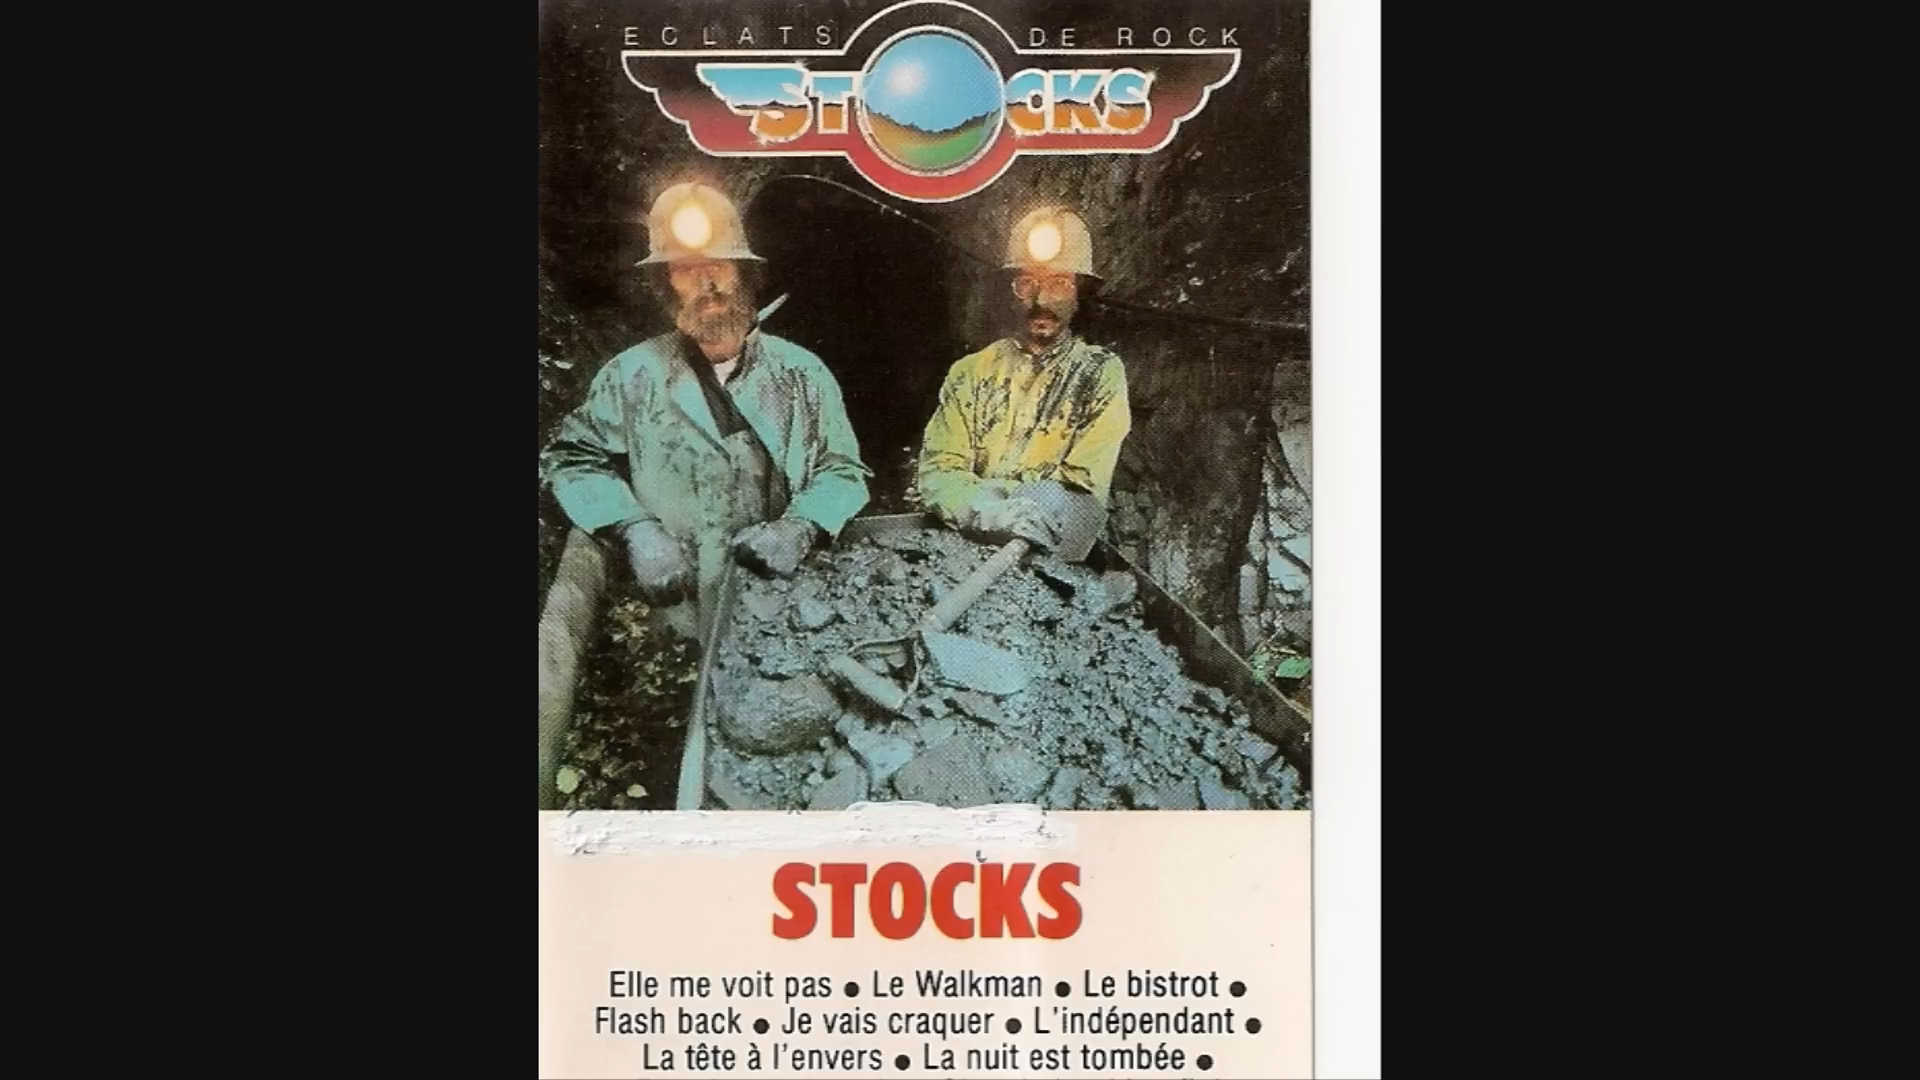 ECLATS DE ROCK
STOCKS
STOCKS
Elle me voit pas ● Le Walkman ● Le bistrot ●
Flash back ● Je vais craquer ● L'indépendant ●
La tête à l'envers ● La nuit est tombée ●